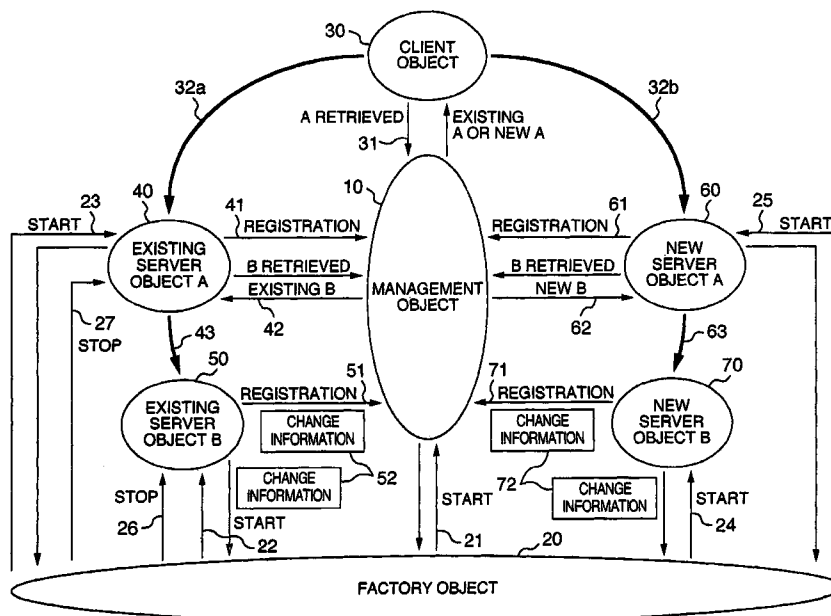 30
CLIENT
OBJECT
32a
32b
A RETRIEVED
31
EXISTING
A OR NEW A
10
23
START
40
41
REGISTRATION
61
REGISTRATION
60
25
START
EXISTING
SERVER
OBJECT A
B RETRIEVED
EXISTING B
42
MANAGEMENT
OBJECT
B RETRIEVED
NEW B
62
NEW
SERVER
OBJECT A
27
STOP
43
63
50
51
REGISTRATION
71
REGISTRATION
70
EXISTING
SERVER
OBJECT B
CHANGE
INFORMATION
52
CHANGE
INFORMATION
CHANGE
INFORMATION
72
CHANGE
INFORMATION
NEW
SERVER
OBJECT B
STOP
26
22
START
START
21
20
START
24
FACTORY OBJECT